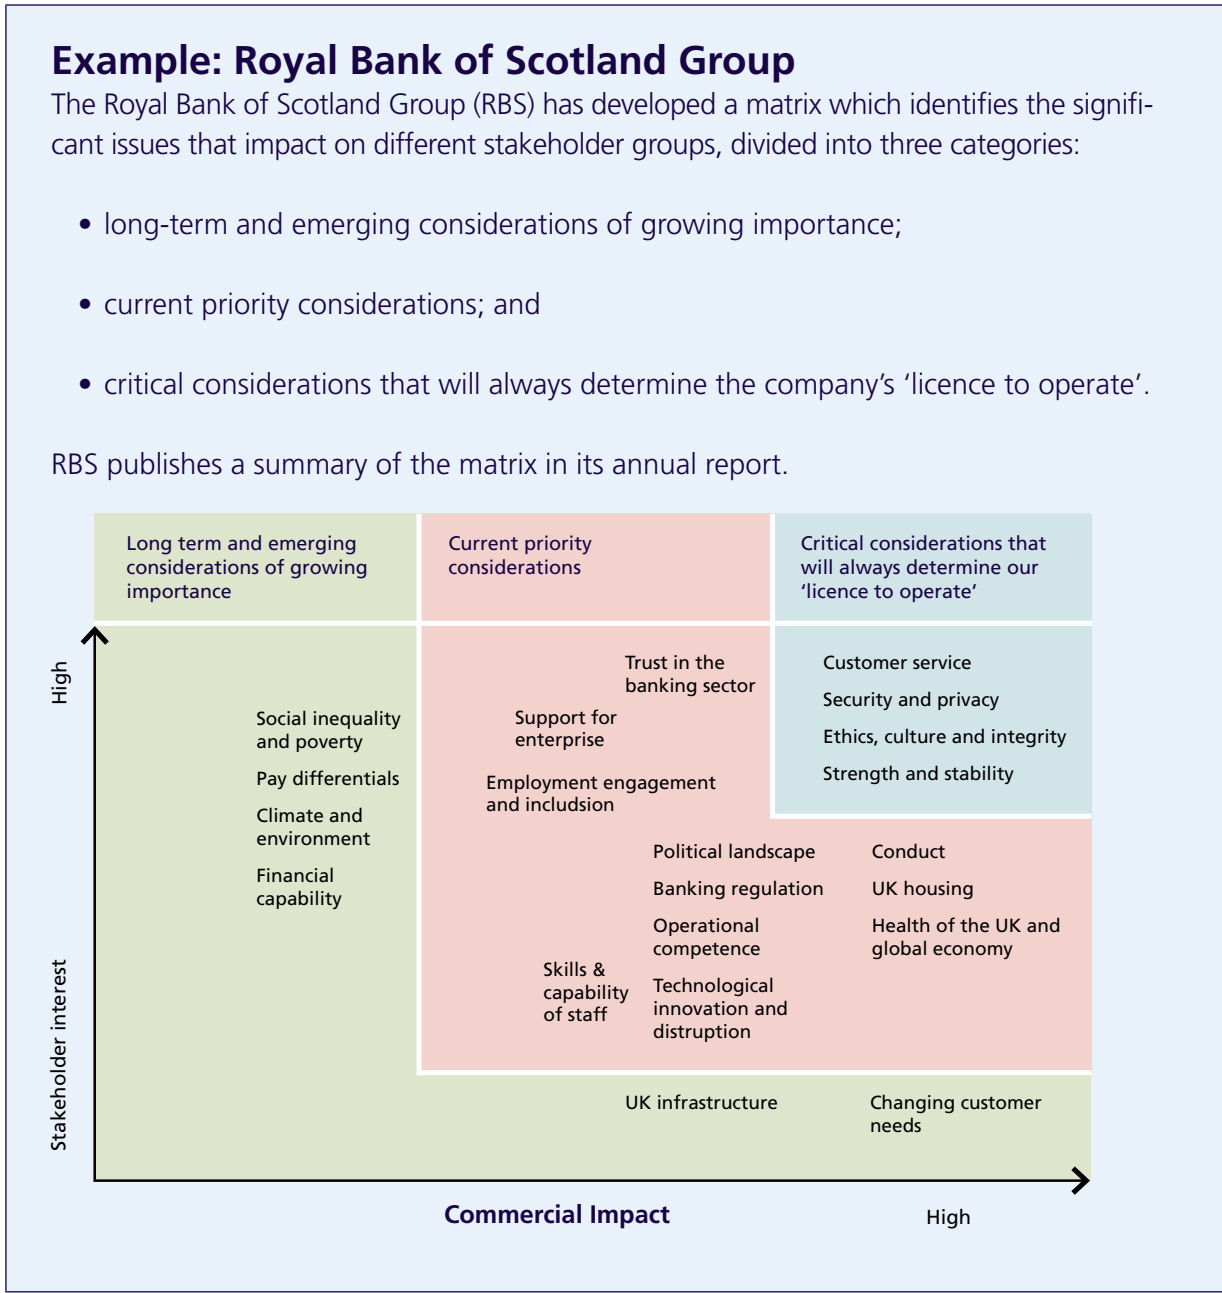 Example: Royal Bank of Scotland Group
The Royal Bank of Scotland Group (RBS) has developed a matrix which identifies the signifi-
cant issues that impact on different stakeholder groups, divided into three categories:
• long-term and emerging considerations of growing importance;
• current priority considerations; and
• critical considerations that will always determine the company’s ‘licence to operate’.
RBS publishes a summary of the matrix in its annual report.
Long term and emerging
considerations of growing
importance
Current priority
considerations
Critical considerations that
will always determine our
‘licence to operate’
High
Stakeholder interest
Social inequality
and poverty
Pay differentials
Climate and
environment
Financial
capability
Trust in the
banking sector
Support for
enterprise
Employment engagement
and includsion
Customer service
Security and privacy
Ethics, culture and integrity
Strength and stability
Skills &
capability
of staff
Political landscape
Banking regulation
Operational
competence
Technological
innovation and
distruption
Conduct
UK housing
Health of the UK and
global economy
UK infrastructure
Changing customer
needs
Commercial Impact
High